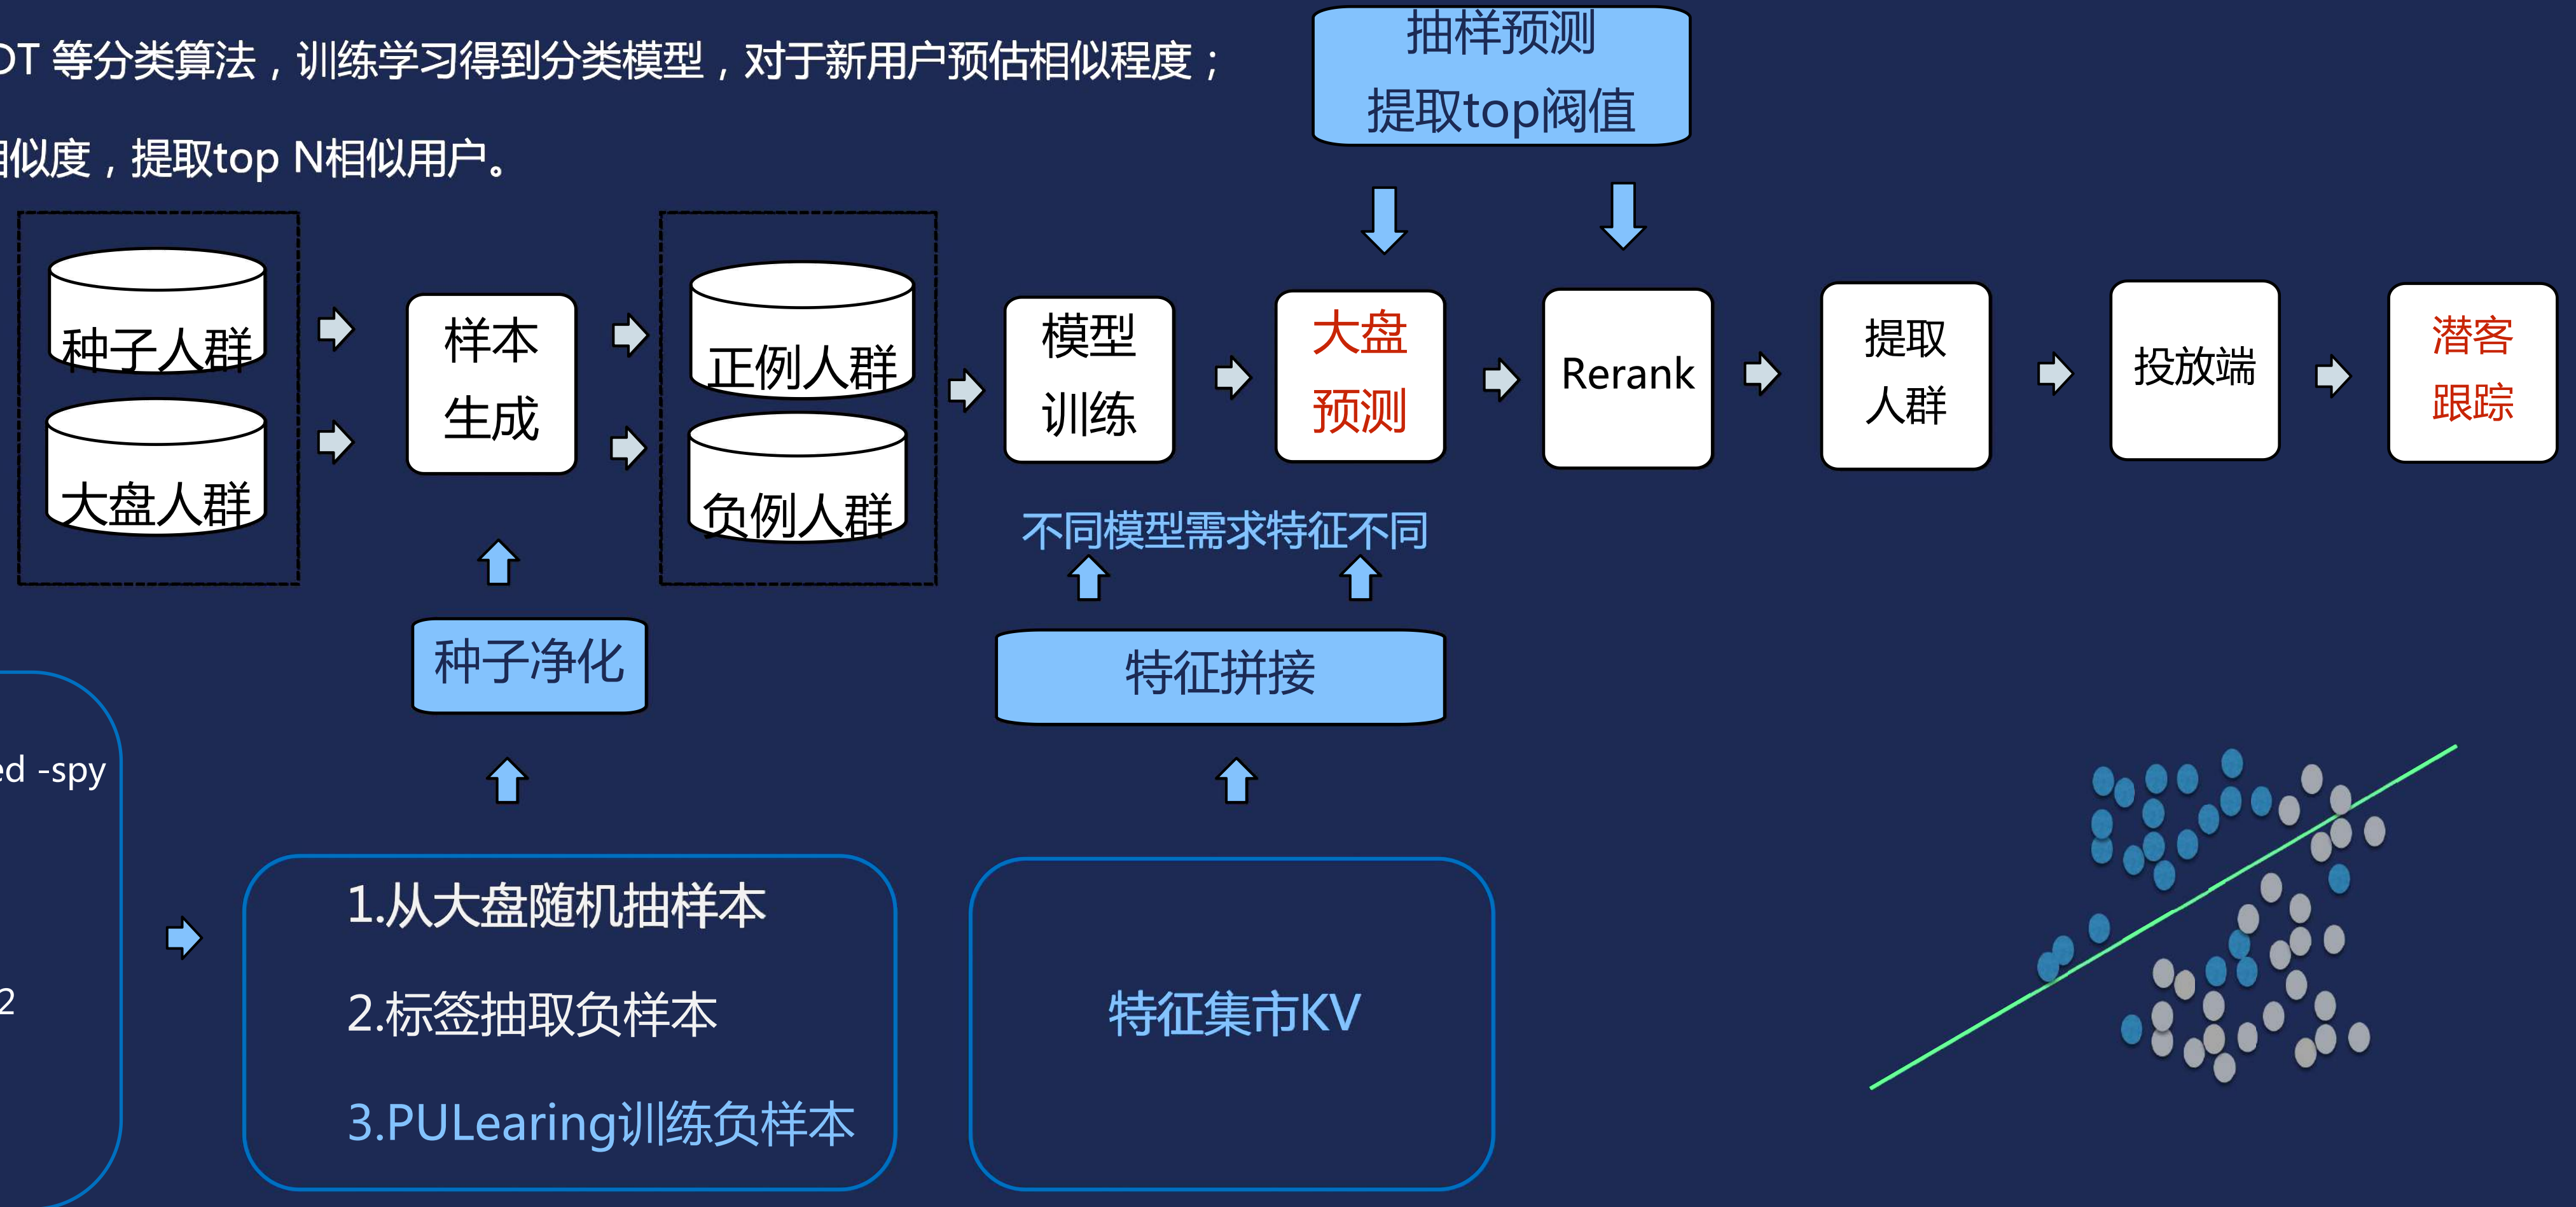 DT 等分类算法，训练学习得到分类模型，对于新用户预估相似程度；
相似度，提取top N相似用户。
抽样预测
提取top阀值
种子人群
大盘人群
样本
生成
正例人群
负例人群
模型
训练
大盘
预测
Rerank
提取
人群
投放端
潜客
跟踪
不同模型需求特征不同
种子净化
特征拼接
ed -spy
2
1.从大盘随机抽样本
2.标签抽取负样本
3.PULearing训练负样本
特征集市KV